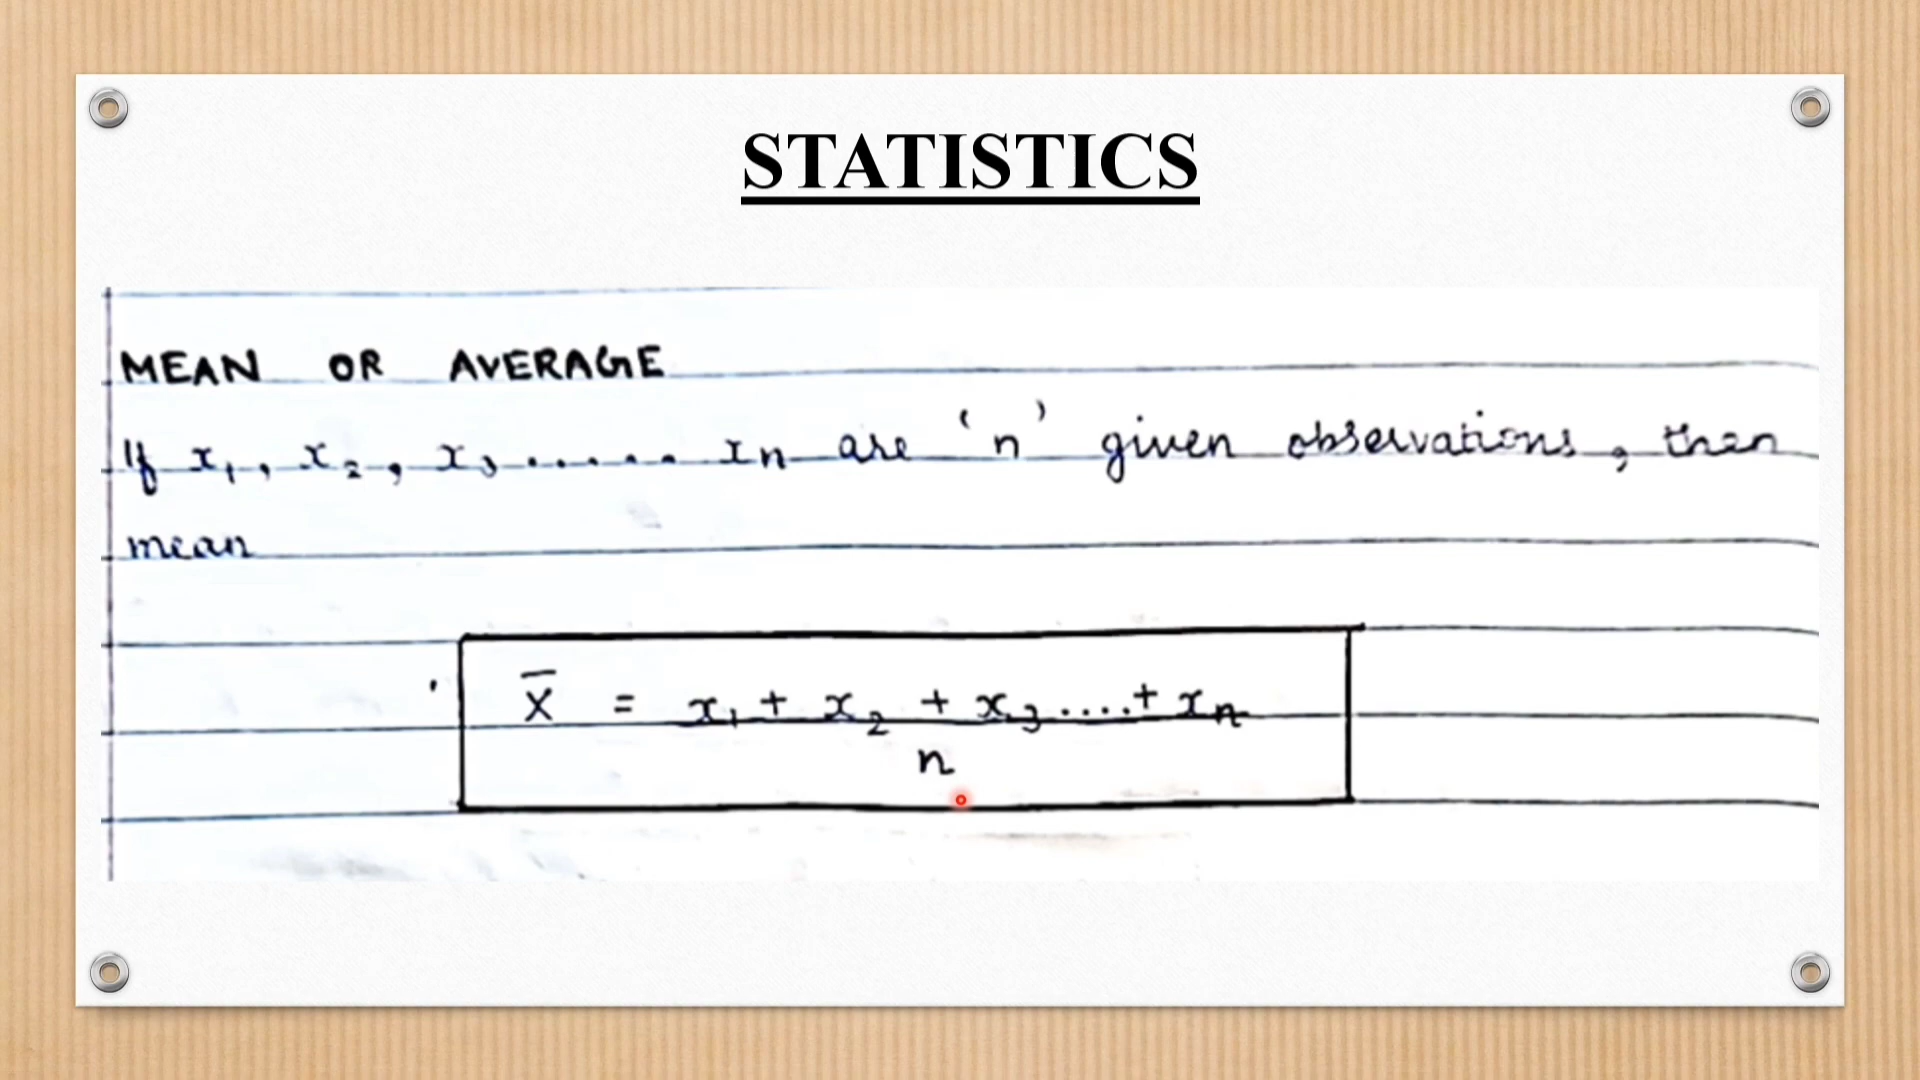 STATISTICS
MEAN OR AVERAGE
If x₁, x₂, x₃ ...... xn are 'n' given observations, then
mean
X̅ = x₁ + x₂ + x₃ ....+ xn
n